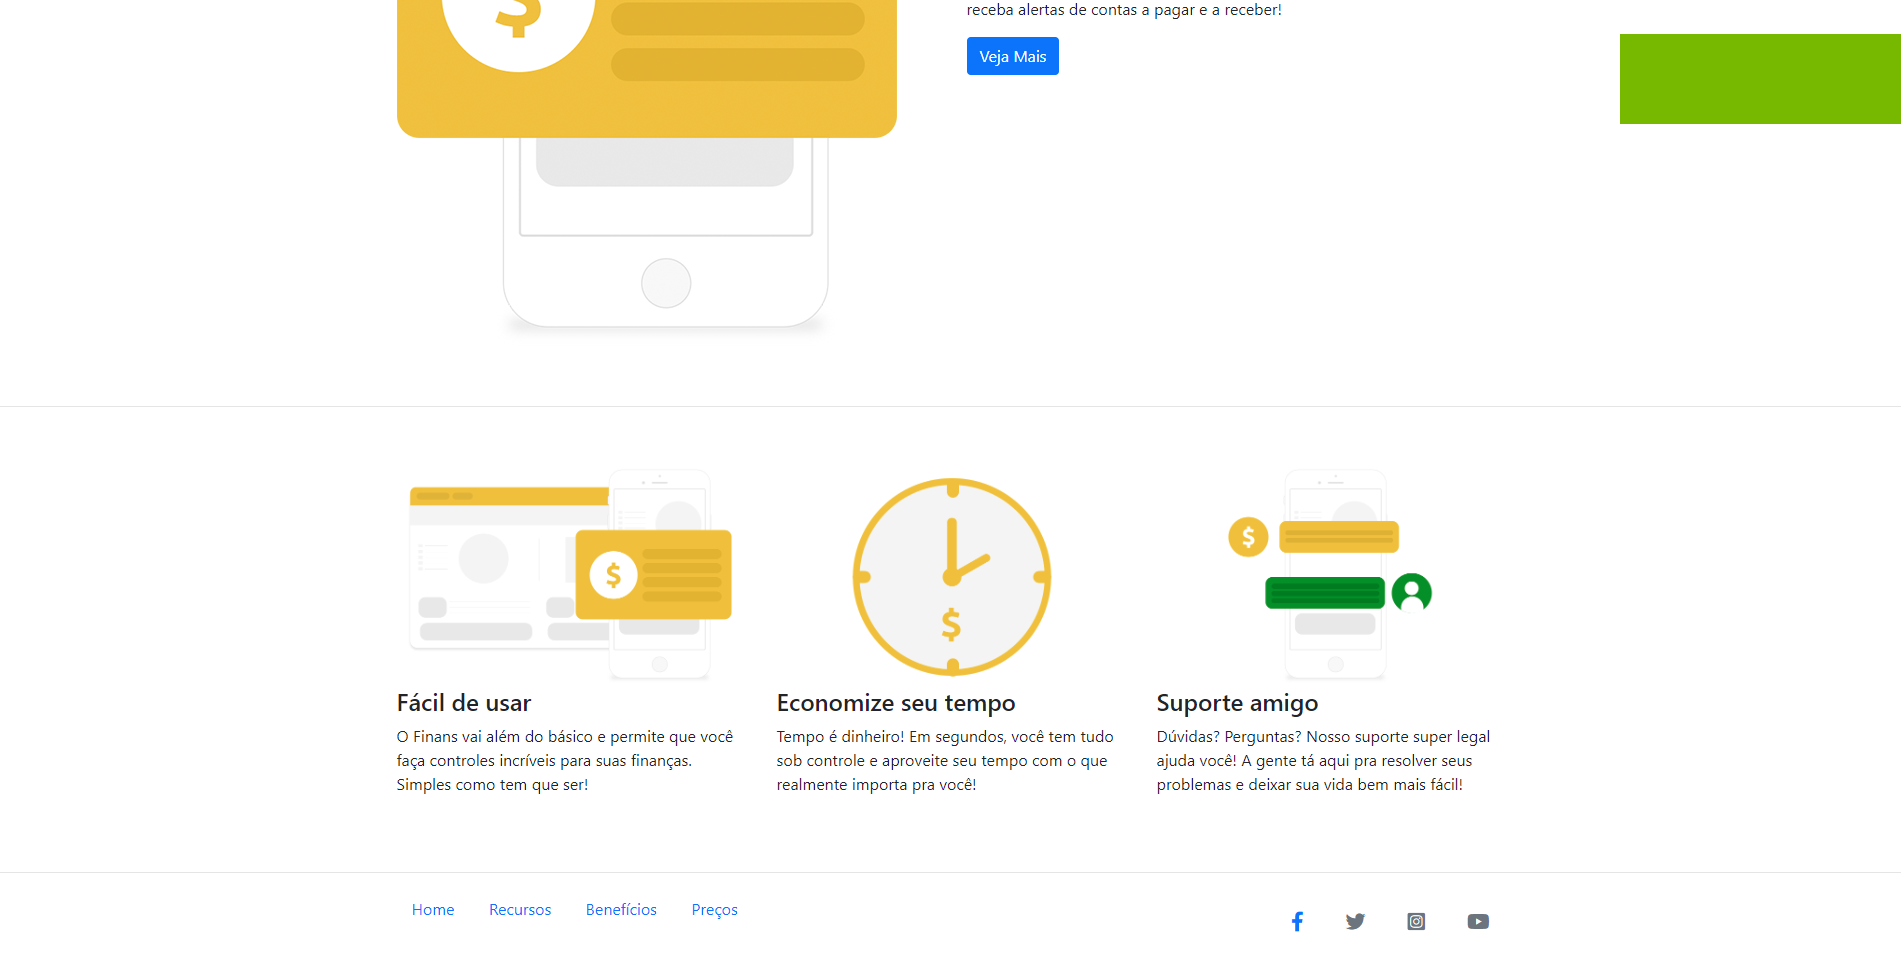 receba alertas de contas a pagar e a receber!
Veja Mais
$
$
$
$
Fácil de usar
O Finans vai além do básico e permite que você
faça controles incríveis para suas finanças.
Simples como tem que ser!
Economize seu tempo
Tempo é dinheiro! Em segundos, você tem tudo
sob controle e aproveite seu tempo com o que
realmente importa pra você!
Suporte amigo
Dúvidas? Perguntas? Nosso suporte super legal
ajuda você! A gente tá aqui pra resolver seus
problemas e deixar sua vida bem mais fácil!
Home Recursos Benefícios Preços